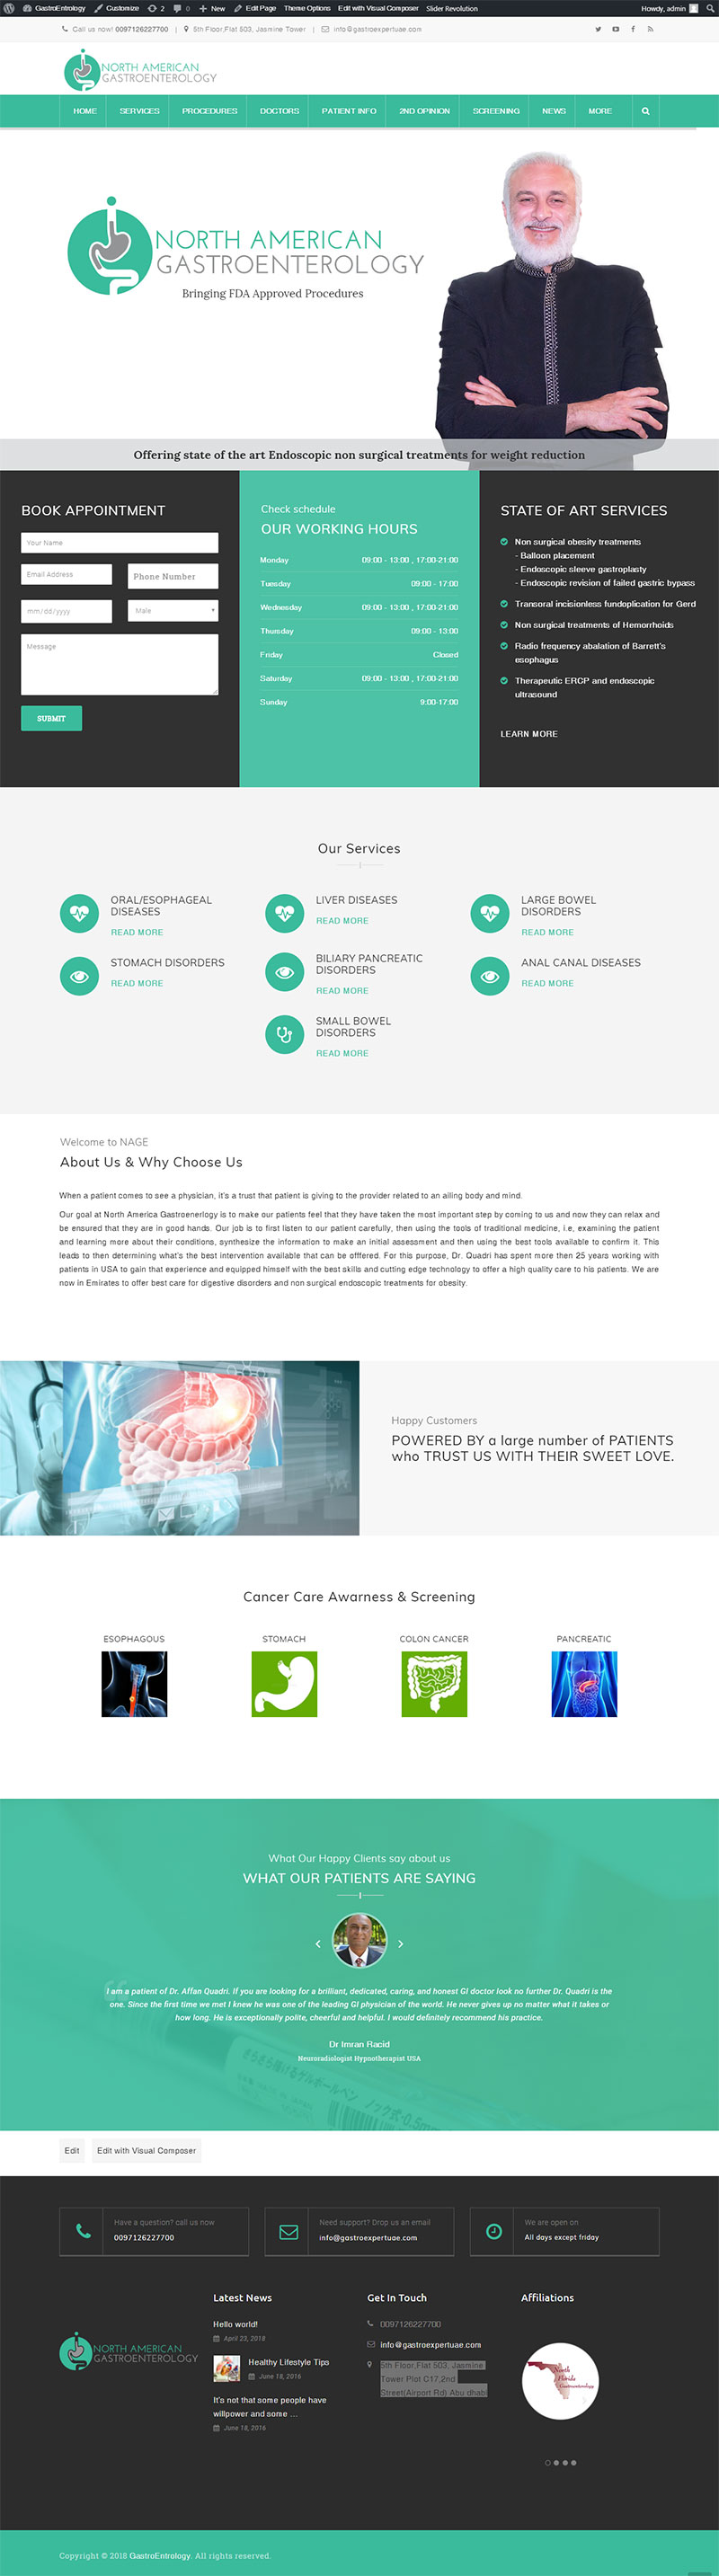 GastroEntrology Customize 2 0 New Edit Page Theme Options Edit with Visual Composer Slider Revolution Howdy, admin
Call us now! 0097126227700 | 5th Floor,Flat 503, Jasmine Tower | info@gastroexpertuae.com
NORTH AMERICAN
GASTROENTEROLOGY
HOME SERVICES PROCEDURES DOCTORS PATIENT INFO 2ND OPINION SCREENING NEWS MORE
NORTH AMERICAN
GASTROENTEROLOGY
Bringing FDA Approved Procedures
Offering state of the art Endoscopic non surgical treatments for weight reduction
BOOK APPOINTMENT
Your Name
Email Address Phone Number
mm/dd/yyyy Male
Message
SUBMIT
Check schedule
OUR WORKING HOURS
Monday 09:00 - 13:00 , 17:00-21:00
Tuesday 09:00 - 17:00
Wednesday 09:00 - 13:00 , 17:00-21:00
Thursday 09:00 - 13:00
Friday Closed
Saturday 09:00 - 13:00 , 17:00-21:00
Sunday 9:00-17:00
STATE OF ART SERVICES
Non surgical obesity treatments
- Balloon placement
- Endoscopic sleeve gastroplasty
- Endoscopic revision of failed gastric bypass
Transoral incisionless fundoplication for Gerd
Non surgical treatments of Hemorrhoids
Radio frequency abalation of Barrett's
esophagus
Therapeutic ERCP and endoscopic
ultrasound
LEARN MORE
Our Services
ORAL/ESOPHAGEAL
DISEASES
READ MORE
LIVER DISEASES
READ MORE
LARGE BOWEL
DISORDERS
READ MORE
STOMACH DISORDERS
READ MORE
BILIARY PANCREATIC
DISORDERS
READ MORE
ANAL CANAL DISEASES
READ MORE
SMALL BOWEL
DISORDERS
READ MORE
Welcome to NAGE
About Us & Why Choose Us
When a patient comes to see a physician, it's a trust that patient is giving to the provider related to an ailing body and mind.
Our goal at North America Gastroenerlogy is to make our patients feel that they have taken the most important step by coming to us and now they can relax and
be ensured that they are in good hands. Our job is to first listen to our patient carefully, then using the tools of traditional medicine, i.e, examining the patient
and learning more about their conditions, synthesize the information to make an initial assessment and then using the best tools available to confirm it. This
leads to then determining what's the best intervention available that can be offfered. For this purpose, Dr. Quadri has spent more then 25 years working with
patients in USA to gain that experience and equipped himself with the best skills and cutting edge technology to offer a high quality care to his patients. We are
now in Emirates to offer best care for digestive disorders and non surgical endoscopic treatments for obesity.
Happy Customers
POWERED BY a large number of PATIENTS
who TRUST US WITH THEIR SWEET LOVE.
Cancer Care Awarness & Screening
ESOPHAGOUS STOMACH COLON CANCER PANCREATIC
What Our Happy Clients say about us
WHAT OUR PATIENTS ARE SAYING
I am a patient of Dr. Affan Quadri. If you are looking for a brilliant, dedicated, caring, and honest GI doctor look no further Dr. Quadri is the
one. Since the first time we met I knew he was one of the leading GI physician of the world. He never gives up no matter what it takes or
how long. He is exceptionally polite, cheerful and helpful. I would definitely recommend his practice.
Dr Imran Racid
Neuroradiologist Hypnotherapist USA
Edit Edit with Visual Composer
Have a question? call us now
0097126227700
Need support? Drop us an email
info@gastroexpertuae.com
We are open on
All days except friday
NORTH AMERICAN
GASTROENTEROLOGY
Latest News
Hello world!
April 23, 2018
Healthy Lifestyle Tips
June 18, 2016
It's not that some people have
willpower and some ...
June 18, 2016
Get In Touch
0097126227700
info@gastroexpertuae.com
5th Floor,Flat 503, Jasmine
Tower Plot C17,2nd
Street(Airport Rd) Abu dhabi
Affiliations
North
Florida
Gastroenterology
Copyright © 2018 GastroEntrology. All rights reserved.